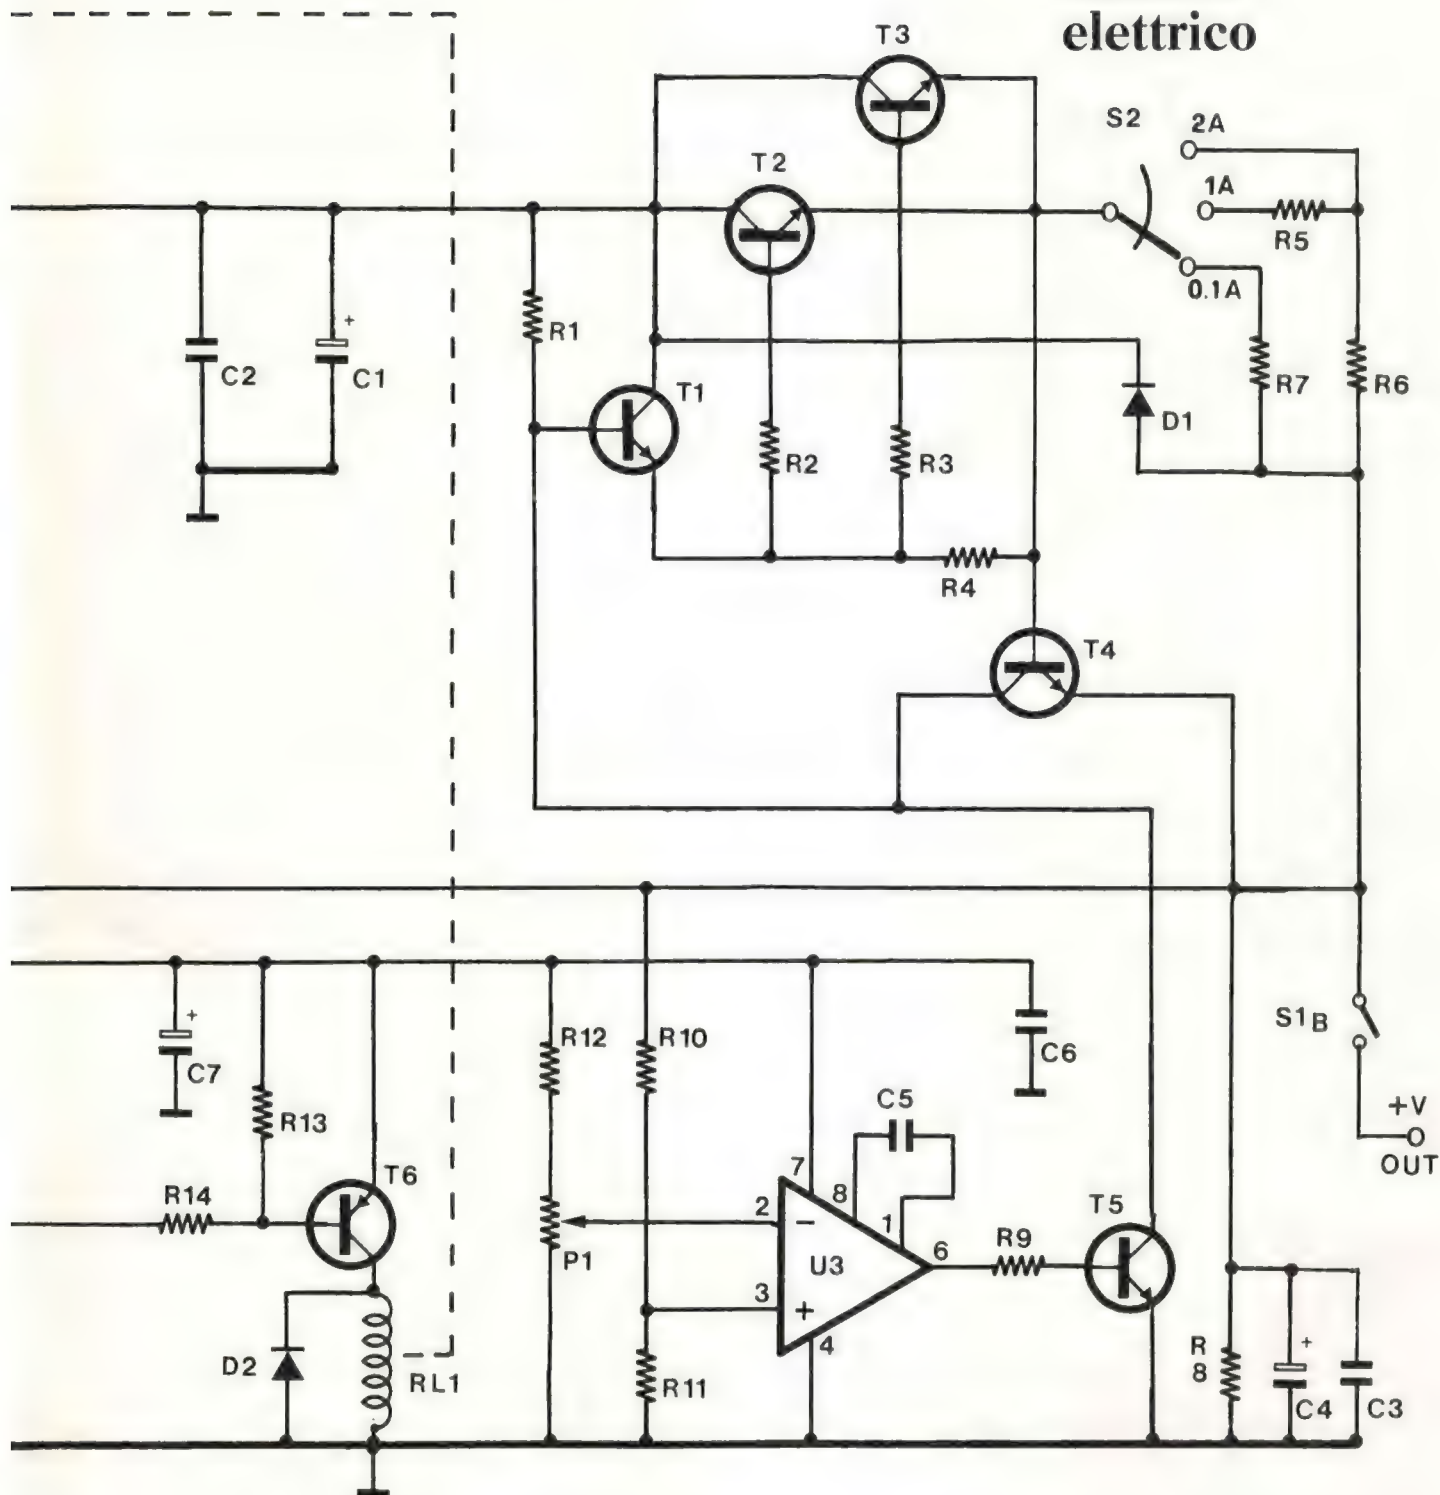 elettrico
T3
S2
2A
T2
1A
R5
0.1A
R1
+
C2
C1
T1
R7
R6
D1
R2
R3
R4
T4
S1B
R12
R10
+
C7
C6
C5
+V
OUT
R13
T6
R14
7
8
2
−
1
T5
P1
U3
6
R9
3
+
4
D2
RL1
R11
R
8
+
C4
C3